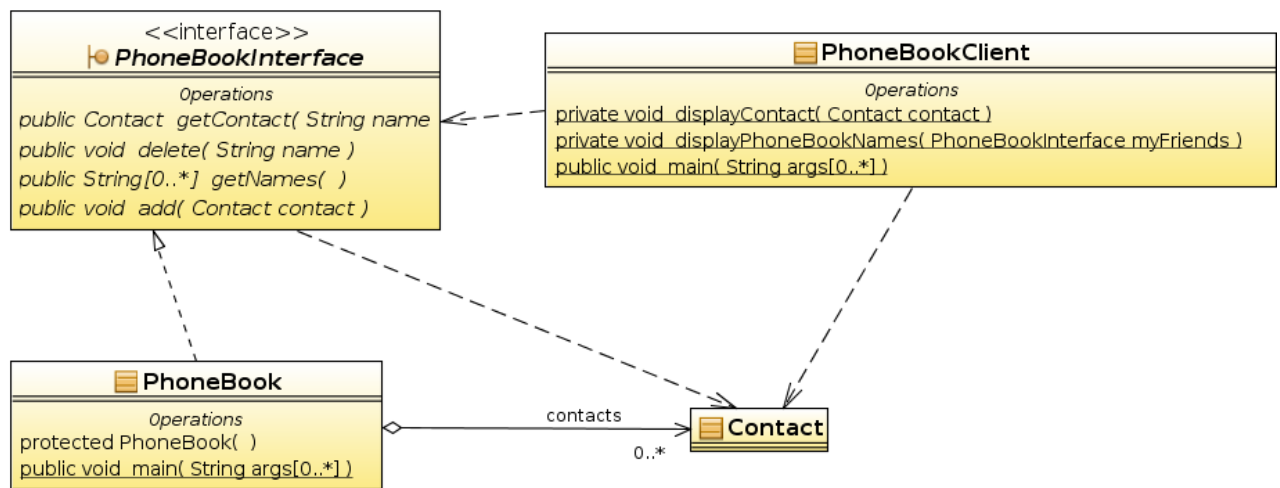 <<interface>>
PhoneBookInterface
Operations
public Contact getContact( String name
public void delete( String name )
public String[0..*] getNames( )
public void add( Contact contact )
PhoneBookClient
Operations
private void displayContact( Contact contact )
private void displayPhoneBookNames( PhoneBookInterface myFriends )
public void main( String args[0..*] )
PhoneBook
Operations
protected PhoneBook( )
public void main( String args[0..*] )
contacts
0..*
Contact